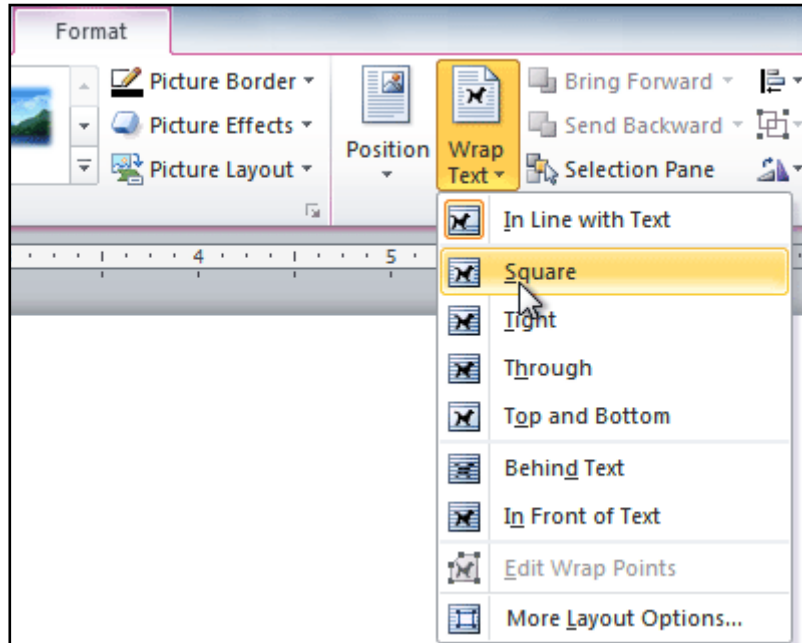 Format
Picture Border
Picture Effects
Picture Layout
Position
Wrap
Text
Bring Forward
Send Backward
Selection Pane
4
5
In Line with Text
Square
Tight
Through
Top and Bottom
Behind Text
In Front of Text
Edit Wrap Points
More Layout Options...